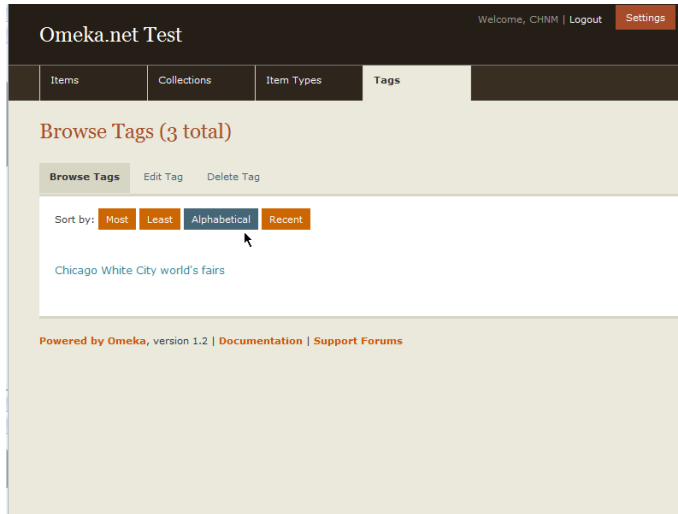 Welcome, CHNM | Logout
Settings
Omeka.net Test
Items
Collections
Item Types
Tags
Browse Tags (3 total)
Browse Tags
Edit Tag
Delete Tag
Sort by: Most Least Alphabetical Recent
Chicago White City world's fairs
Powered by Omeka, version 1.2 | Documentation | Support Forums